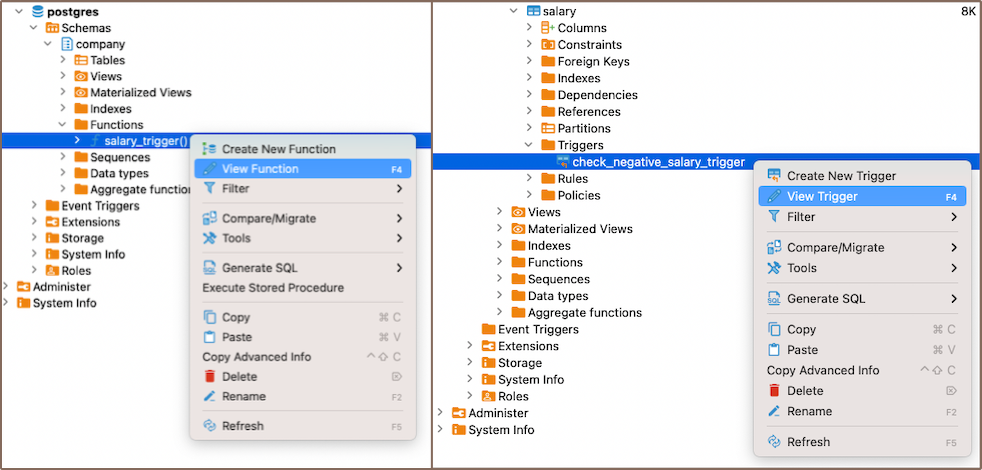 postgres
Schemas
company
Tables
Views
Materialized Views
Indexes
Functions
salary_trigger()
Sequences
Data types
Aggregate function
Event Triggers
Extensions
Storage
System Info
Roles
Administer
System Info
Create New Function
View Function F4
Filter
Compare/Migrate
Tools
Generate SQL
Execute Stored Procedure
Copy ⌘ C
Paste ⌘ V
Copy Advanced Info ^ ⇧ C
Delete ⌦
Rename F2
Refresh F5
salary 8K
Columns
Constraints
Foreign Keys
Indexes
Dependencies
References
Partitions
Triggers
check_negative_salary_trigger
Rules
Policies
Views
Materialized Views
Indexes
Functions
Sequences
Data types
Aggregate functions
Event Triggers
Extensions
Storage
System Info
Roles
Administer
System Info
Create New Trigger
View Trigger F4
Filter
Compare/Migrate
Tools
Generate SQL
Copy ⌘ C
Paste ⌘ V
Copy Advanced Info ^ ⇧ C
Delete ⌦
Rename F2
Refresh F5